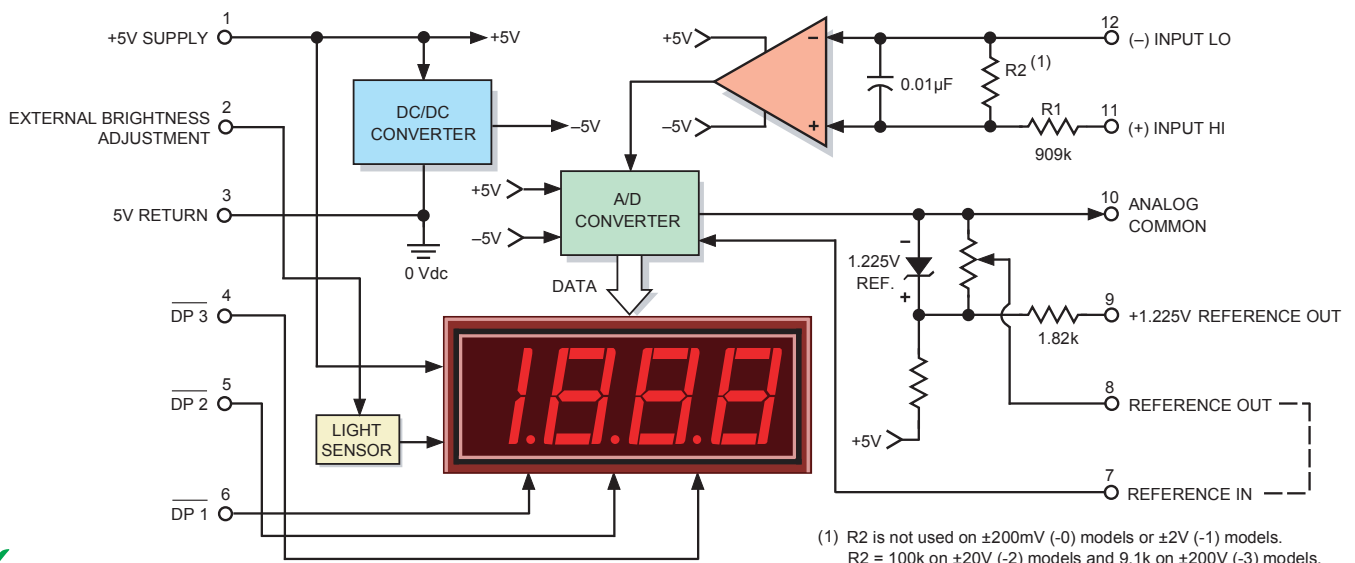 1
+5V SUPPLY
+5V
2
EXTERNAL BRIGHTNESS
ADJUSTMENT
DC/DC
CONVERTER
–5V
3
5V RETURN
0 Vdc
4
DP 3
5
DP 2
6
DP 1
LIGHT
SENSOR
+5V
–5V
–
+
0.01µF
R2 (1)
R1
909k
12
(–) INPUT LO
11
(+) INPUT HI
+5V
–5V
A/D
CONVERTER
DATA
1.8.8.8
10
ANALOG
COMMON
–
1.225V
REF.
+
9
+1.225V REFERENCE OUT
1.82k
8
REFERENCE OUT
+5V
7
REFERENCE IN
(1) R2 is not used on ±200mV (-0) models or ±2V (-1) models.
R2 = 100k on ±20V (-2) models and 9.1k on ±200V (-3) models.